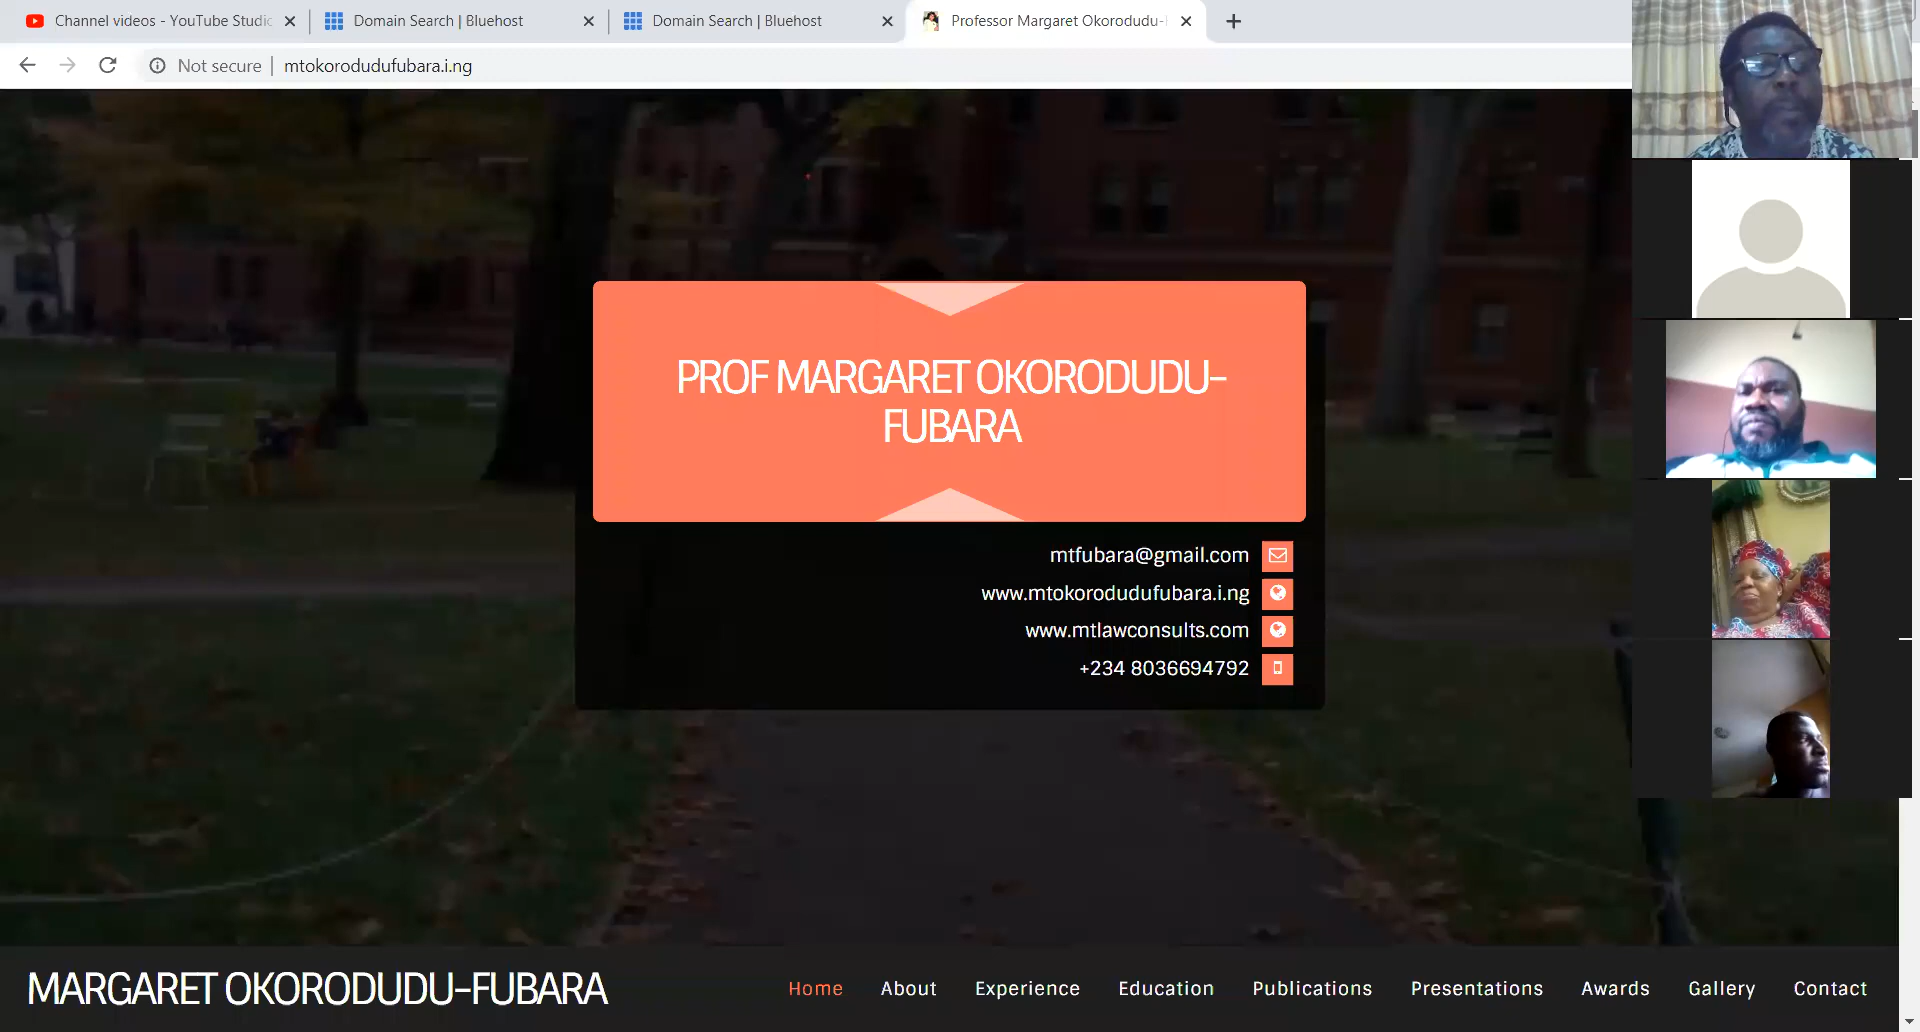 Channel videos - YouTube Studio
Domain Search | Bluehost
Domain Search | Bluehost
Professor Margaret Okorodudu-
Not secure
mtokorodudufubara.i.ng
PROF MARGARET OKORODUDU-
FUBARA
mtfubara@gmail.com
www.mtokorodudufubara.i.ng
www.mtlawconsults.com
+234 8036694792
MARGARET OKORODUDU-FUBARA
Home
About
Experience
Education
Publications
Presentations
Awards
Gallery
Contact